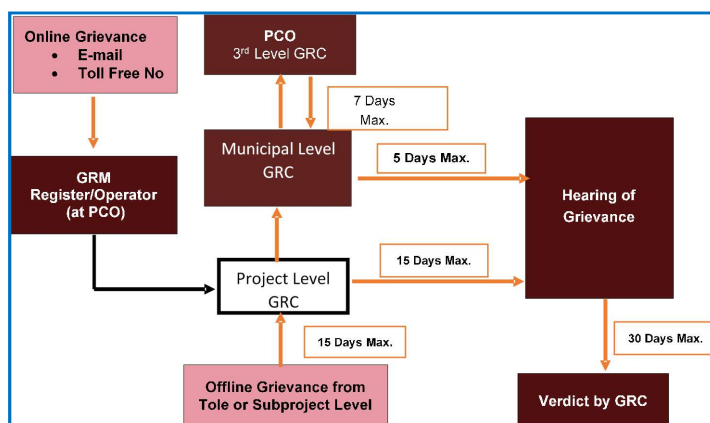 Online Grievance
• E-mail
• Toll Free No
PCO
3rd Level GRC
7 Days
Max.
GRM
Register/Operator
(at PCO)
Municipal Level
GRC
5 Days Max.
Hearing of
Grievance
Project Level
GRC
15 Days Max.
15 Days Max.
30 Days Max.
Offline Grievance from
Tole or Subproject Level
Verdict by GRC